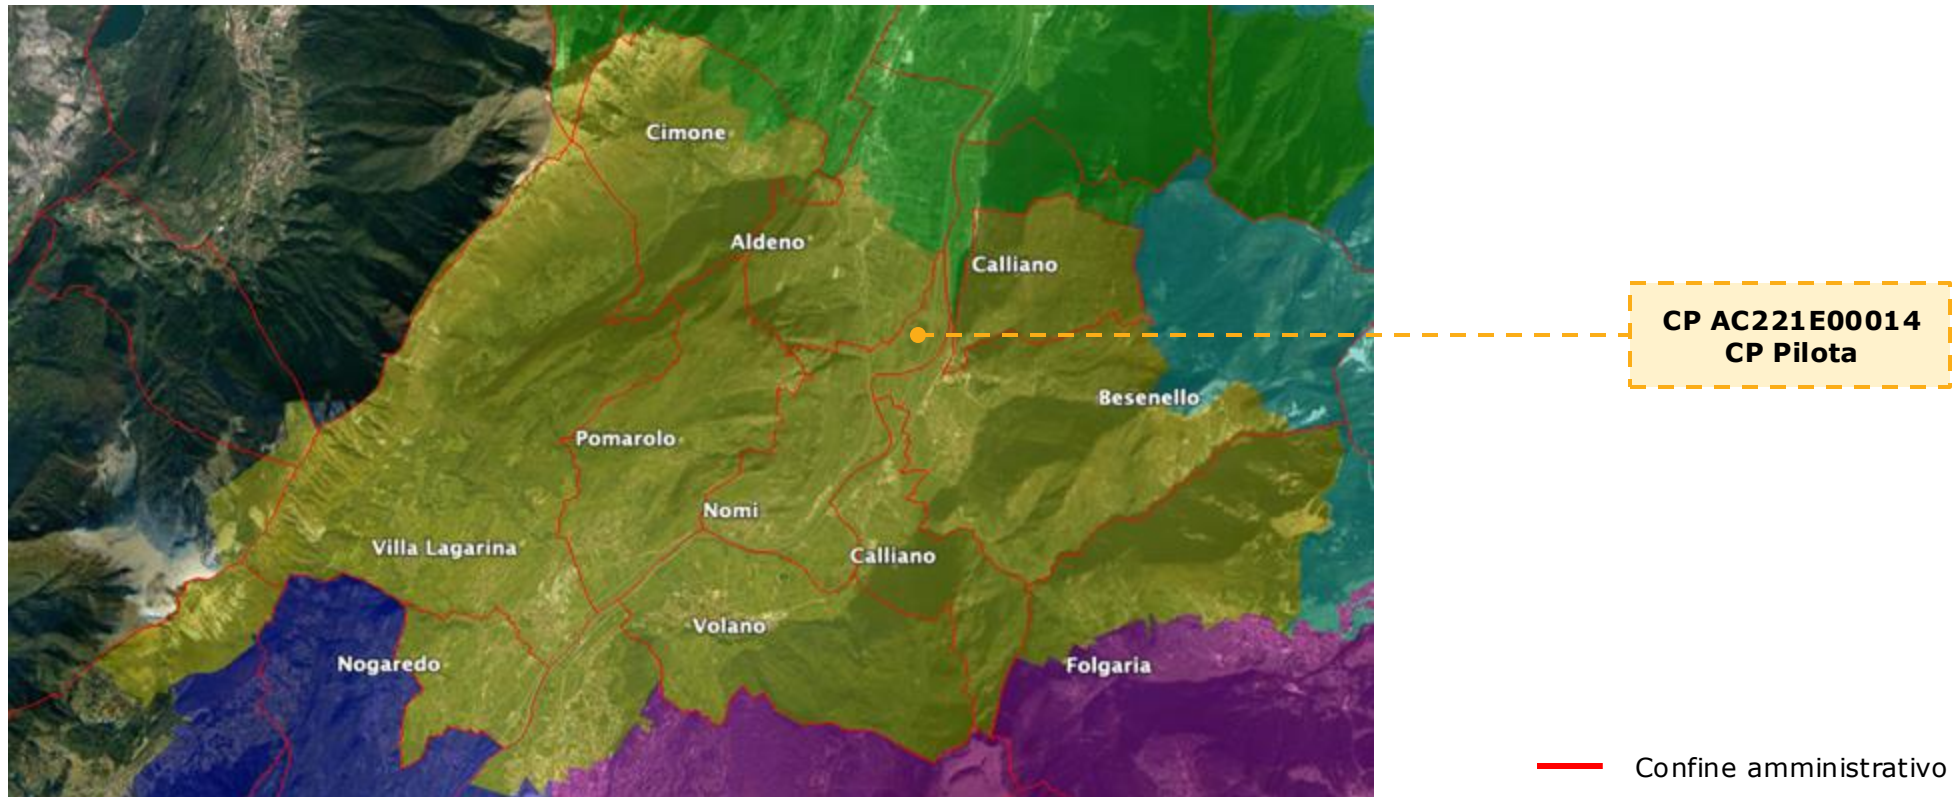 Cimone
Aldeno
Calliano
CP AC221E00014
CP Pilota
Besenello
Pomarolo
Nomi
Villa Lagarina
Calliano
Volano
Nogaredo
Folgaria
Confine amministrativo